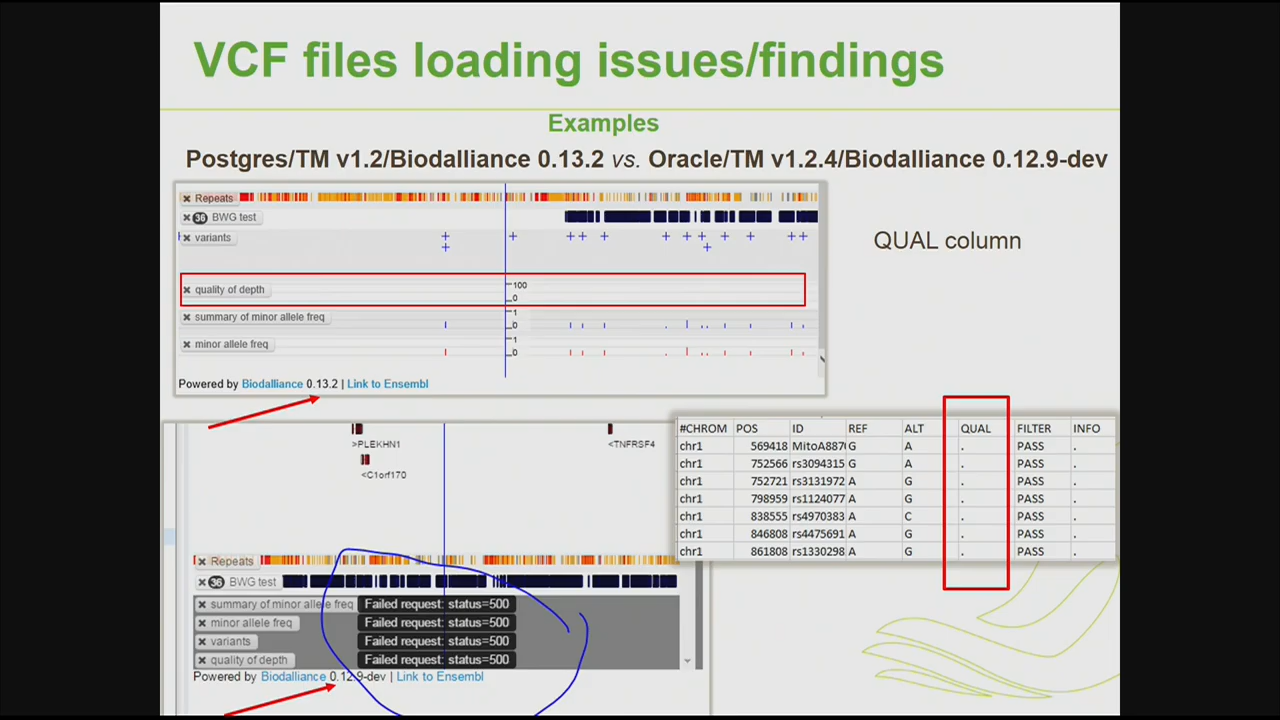 VCF files loading issues/findings
Examples
Postgres/TM v1.2/Biodalliance 0.13.2 vs. Oracle/TM v1.2.4/Biodalliance 0.12.9-dev
Repeats
36 BWG test
variants
QUAL column
quality of depth
100
0
summary of minor allele freq
1
0
minor allele freq
1
0
Powered by Biodalliance 0.13.2 | Link to Ensembl
>PLEKHN1
<TNFRSF4
<C1orf170
#CHROM POS ID REF ALT QUAL FILTER INFO
chr1 569418 MitoA887 G A . PASS .
chr1 752566 rs3094315 G A . PASS .
chr1 752721 rs3131972 A G . PASS .
chr1 798959 rs1124077 A G . PASS .
chr1 838555 rs4970383 A C . PASS .
chr1 846808 rs4475691 A G . PASS .
chr1 861808 rs1330298 A G . PASS .
Repeats
36 BWG test
summary of minor allele freq Failed request: status=500
minor allele freq Failed request: status=500
variants Failed request: status=500
quality of depth Failed request: status=500
Powered by Biodalliance 0.12.9-dev | Link to Ensembl